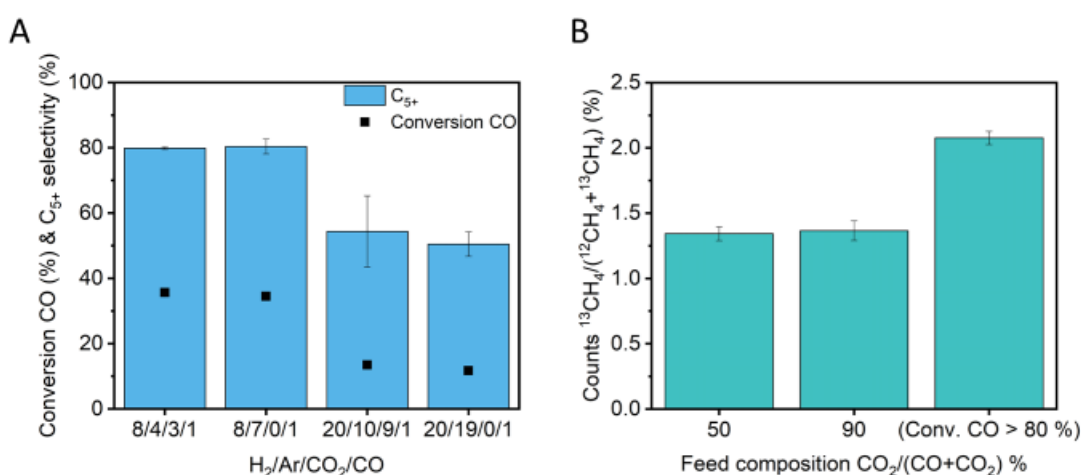 A
Conversion CO (%) & C₅₊ selectivity (%)
100
80
60
40
20
0
C₅₊
Conversion CO
8/4/3/1 8/7/0/1 20/10/9/1 20/19/0/1
H₂/Ar/CO₂/CO
B
Counts ¹³CH₄/(¹²CH₄+¹³CH₄) (%)
2.5
2.0
1.5
1.0
0.5
0.0
50 90 (Conv. CO > 80 %)
Feed composition CO₂/(CO+CO₂) %